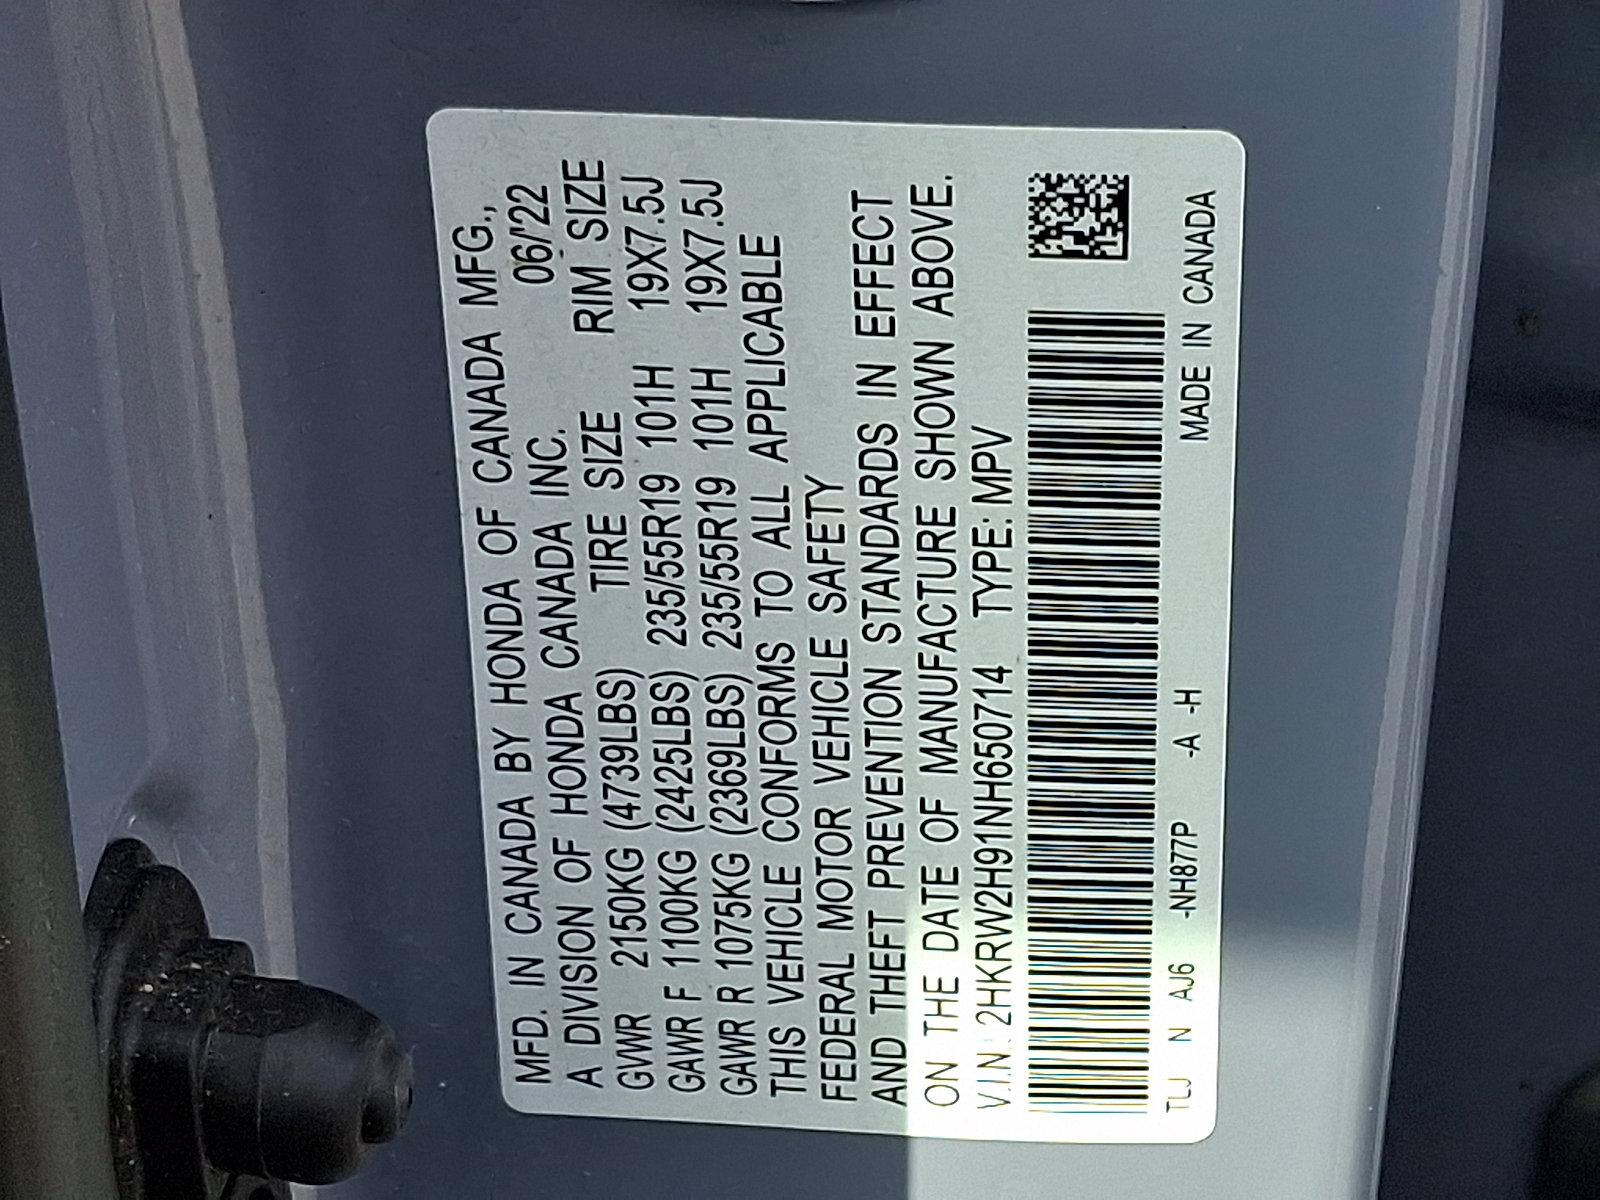 MFD. IN CANADA BY HONDA OF CANADA MFG.,
A DIVISION OF HONDA CANADA INC. 06/'22
TIRE SIZE RIM SIZE
GVWR 2150KG (4739LBS)
GAWR F 1100KG (2425LBS) 235/55R19 101H 19X7.5J
GAWR R 1075KG (2369LBS) 235/55R19 101H 19X7.5J
THIS VEHICLE CONFORMS TO ALL APPLICABLE
FEDERAL MOTOR VEHICLE SAFETY
AND THEFT PREVENTION STANDARDS IN EFFECT
ON THE DATE OF MANUFACTURE SHOWN ABOVE.
V.I.N. 2HKRW2H91NH650714 TYPE: MPV
TLJ N AJ6 -NH877P -A -H MADE IN CANADA